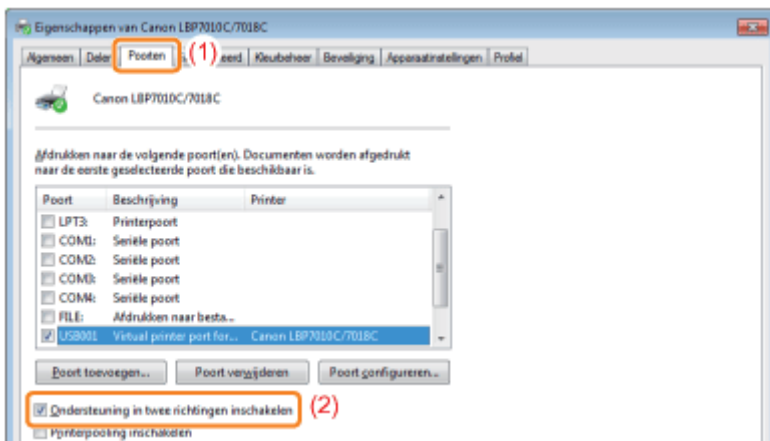 Eigenschappen van Canon LBP7010C/7018C
Algemeen Delen Poorten (1) eerd Kleurbeheer Beveiliging Apparaatinstellingen Profiel
Canon LBP7010C/7018C
Afdrukken naar de volgende poort(en). Documenten worden afgedrukt
naar de eerste geselecteerde poort die beschikbaar is.
Poort Beschrijving Printer
LPT3: Printerpoort
COM1: Seriële poort
COM2: Seriële poort
COM3: Seriële poort
COM4: Seriële poort
FILE: Afdrukken naar besta...
USB001 Virtual printer port for... Canon LBP7010C/7018C
Poort toevoegen... Poort verwijderen Poort configureren...
Ondersteuning in twee richtingen inschakelen (2)
Printerpooling inschakelen